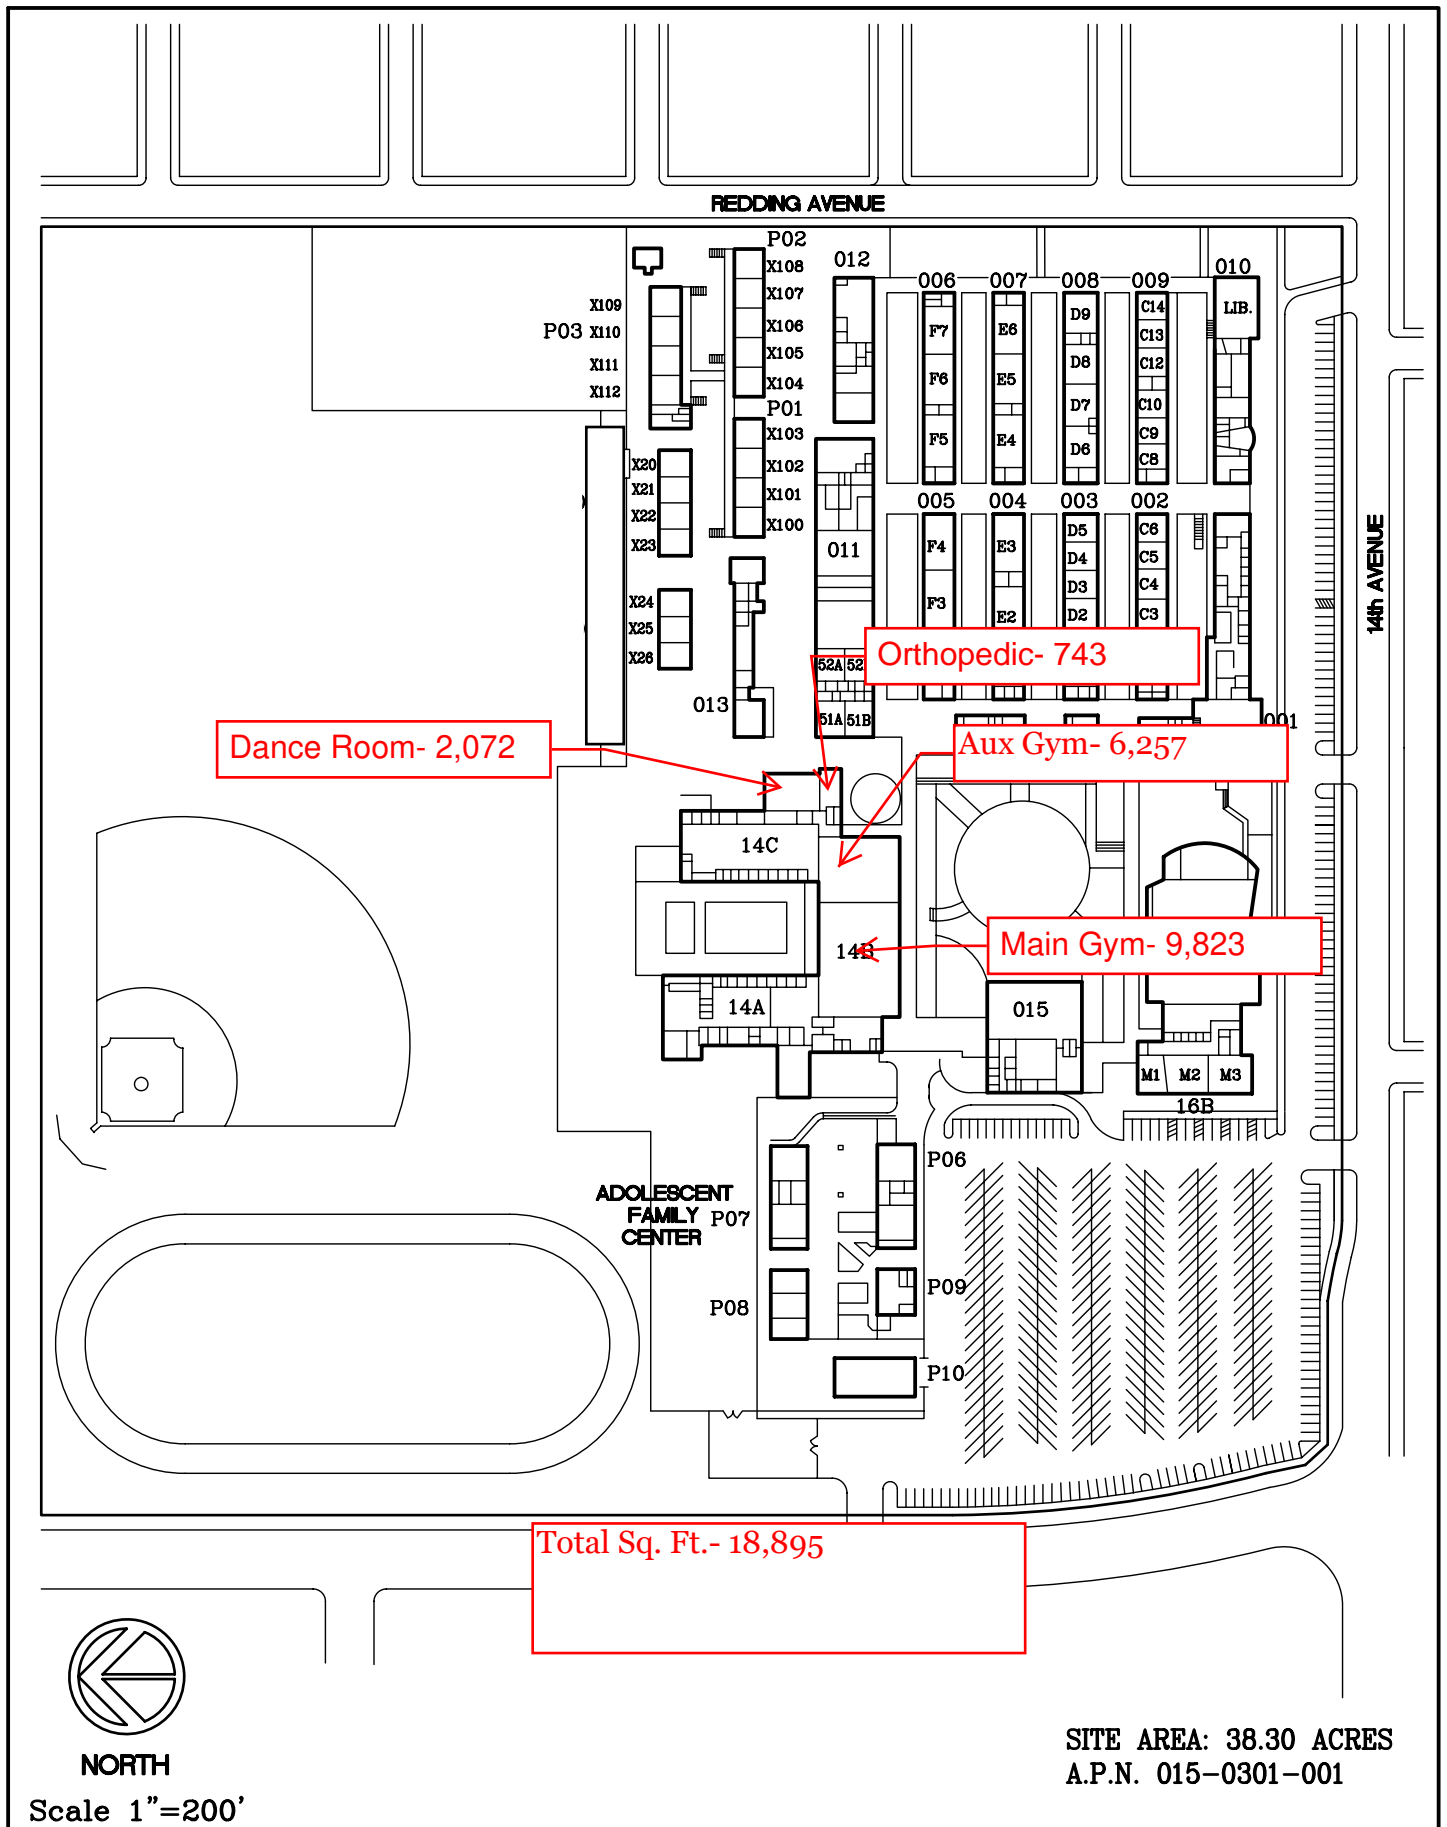 REDDING AVENUE
P02
X108
X107
X106
X105
X104
P01
X103
X102
X101
X100
X109
P03 X110
X111
X112
X20
X21
X22
X23
X24
X25
X26
012
006
F7
F6
F5
007
E6
E5
E4
008
D9
D8
D7
D6
009
C14
C13
C12
C10
C9
C8
010
LIB.
005
F4
F3
004
E3
E2
003
D5
D4
D3
D2
002
C6
C5
C4
C3
011
52A 52
51A 51B
013
001
14th AVENUE
Orthopedic- 743
Dance Room- 2,072
Aux Gym- 6,257
Main Gym- 9,823
14C
14B
14A
015
M1 M2 M3
16B
ADOLESCENT
FAMILY
CENTER
P07
P06
P08
P09
P10
Total Sq. Ft.- 18,895
NORTH
Scale 1"=200'
SITE AREA: 38.30 ACRES
A.P.N. 015-0301-001